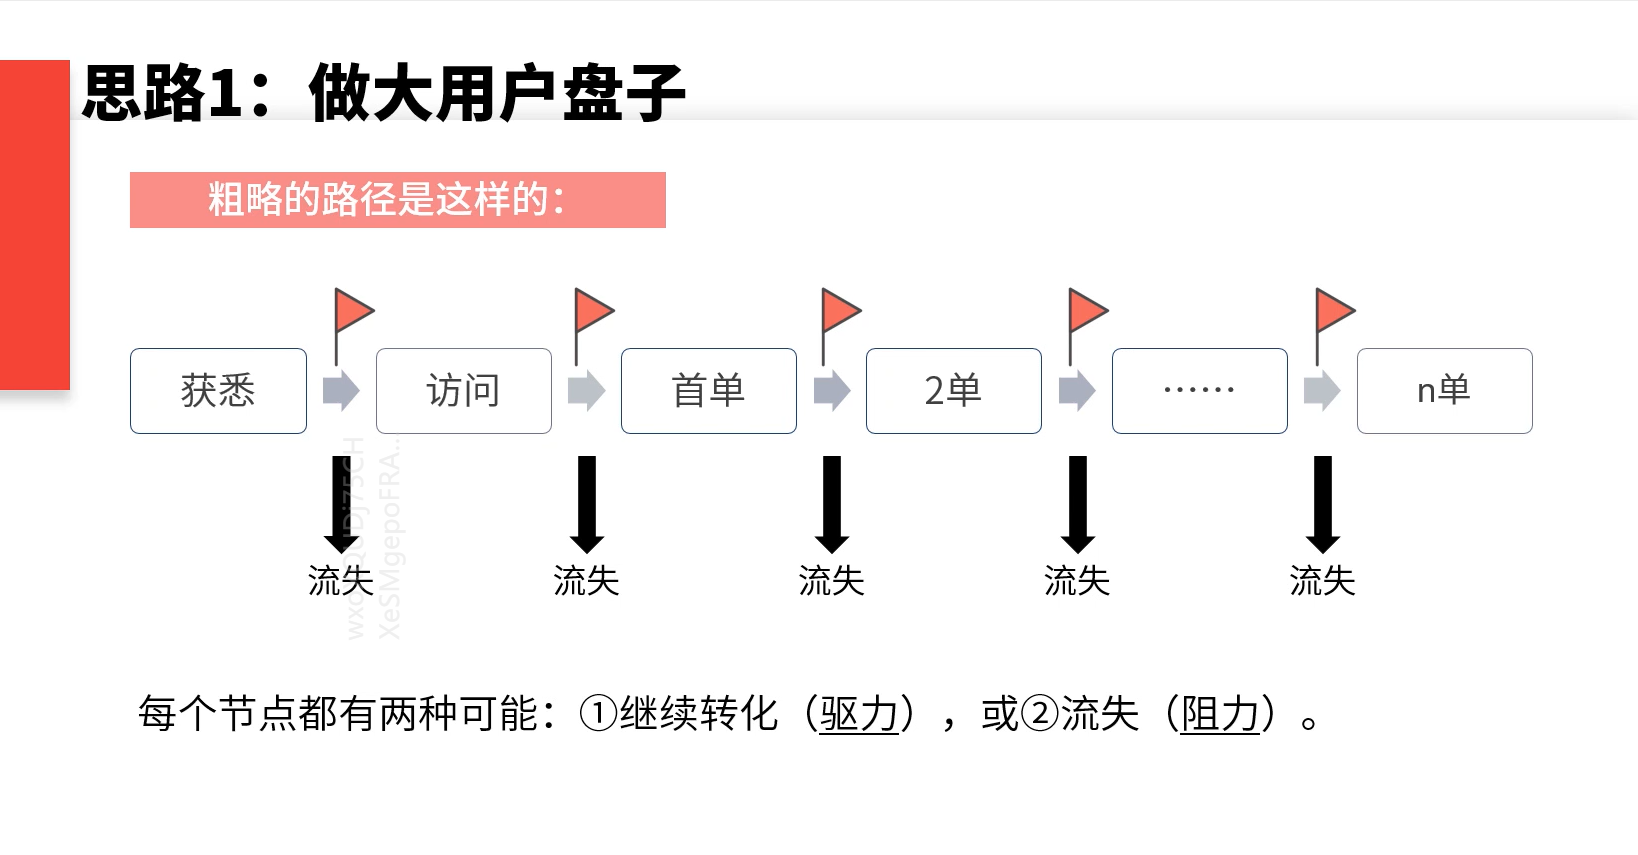 思路1：做大用户盘子
粗略的路径是这样的：
获悉
访问
首单
2单
……
n单
流失
流失
流失
流失
流失
XeSMgepoFRA...
每个节点都有两种可能：①继续转化（驱力），或②流失（阻力）。